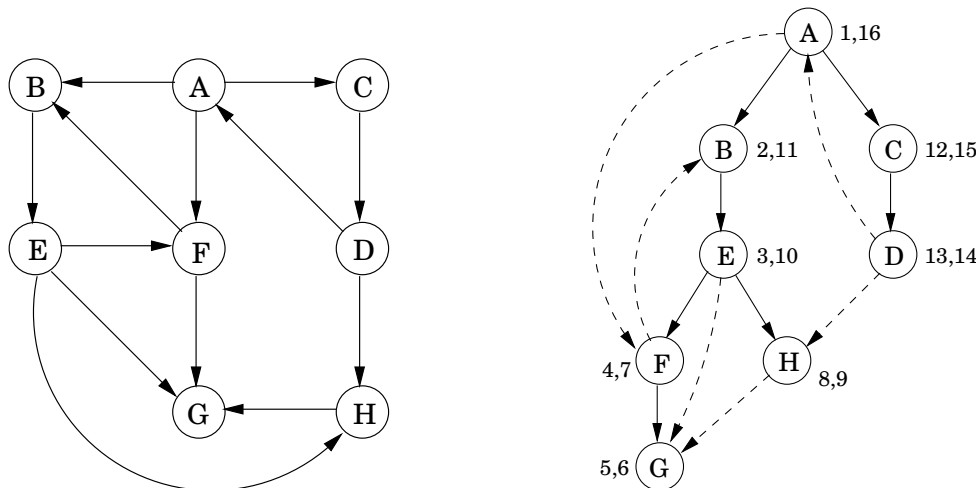 B A C
E F D
G H
A 1,16
B 2,11 C 12,15
E 3,10 D 13,14
4,7 F H 8,9
5,6 G